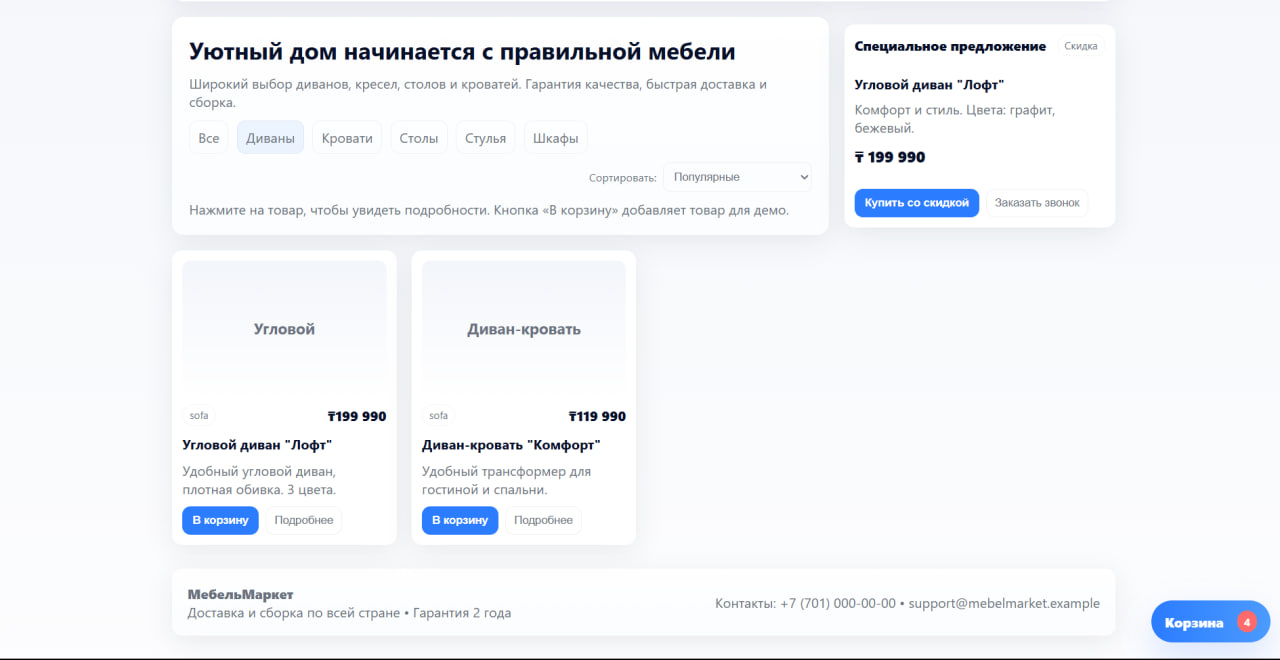 Уютный дом начинается с правильной мебели
Широкий выбор диванов, кресел, столов и кроватей. Гарантия качества, быстрая доставка и
сборка.
Все Диваны Кровати Столы Стулья Шкафы
Сортировать: Популярные
Нажмите на товар, чтобы увидеть подробности. Кнопка «В корзину» добавляет товар для демо.
Специальное предложение Скидка
Угловой диван "Лофт"
Комфорт и стиль. Цвета: графит,
бежевый.
₸ 199 990
Купить со скидкой Заказать звонок
Угловой
sofa ₸199 990
Угловой диван "Лофт"
Удобный угловой диван,
плотная обивка. 3 цвета.
В корзину Подробнее
Диван-кровать
sofa ₸119 990
Диван-кровать "Комфорт"
Удобный трансформер для
гостиной и спальни.
В корзину Подробнее
МебельМаркет
Доставка и сборка по всей стране • Гарантия 2 года
Контакты: +7 (701) 000-00-00 • support@mebelmarket.example
Корзина 4